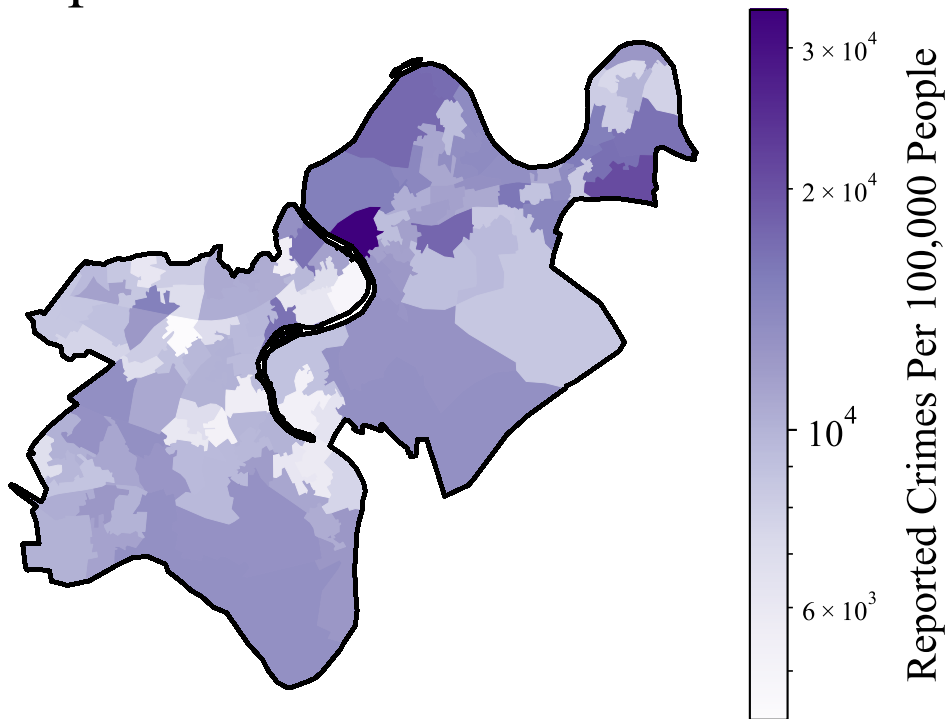 3 × 10⁴
2 × 10⁴
10⁴
6 × 10³
Reported Crimes Per 100,000 People